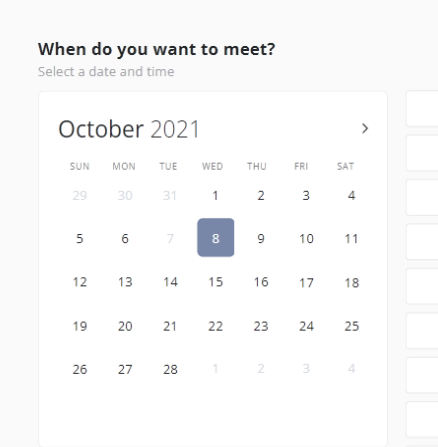 When do you want to meet?
Select a date and time
October 2021
SUN MON TUE WED THU FRI SAT
29 30 31 1 2 3 4
5 6 7 8 9 10 11
12 13 14 15 16 17 18
19 20 21 22 23 24 25
26 27 28 1 2 3 4